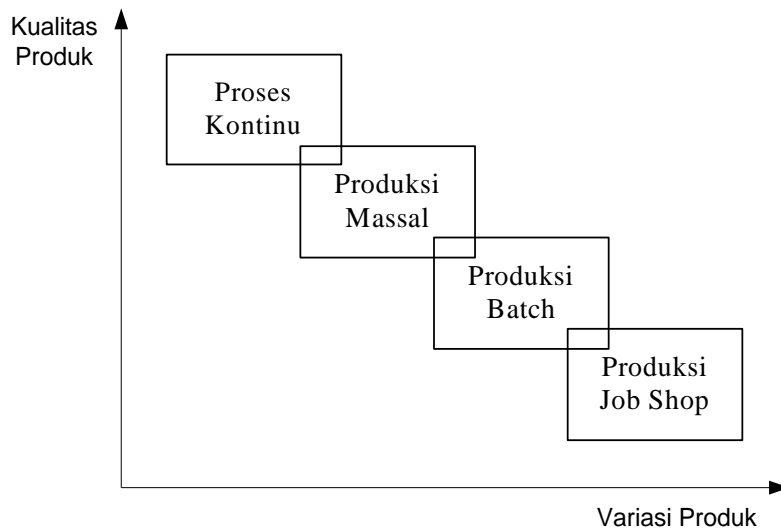 Kualitas
Produk
Proses
Kontinu
Produksi
Massal
Produksi
Batch
Produksi
Job Shop
Variasi Produk